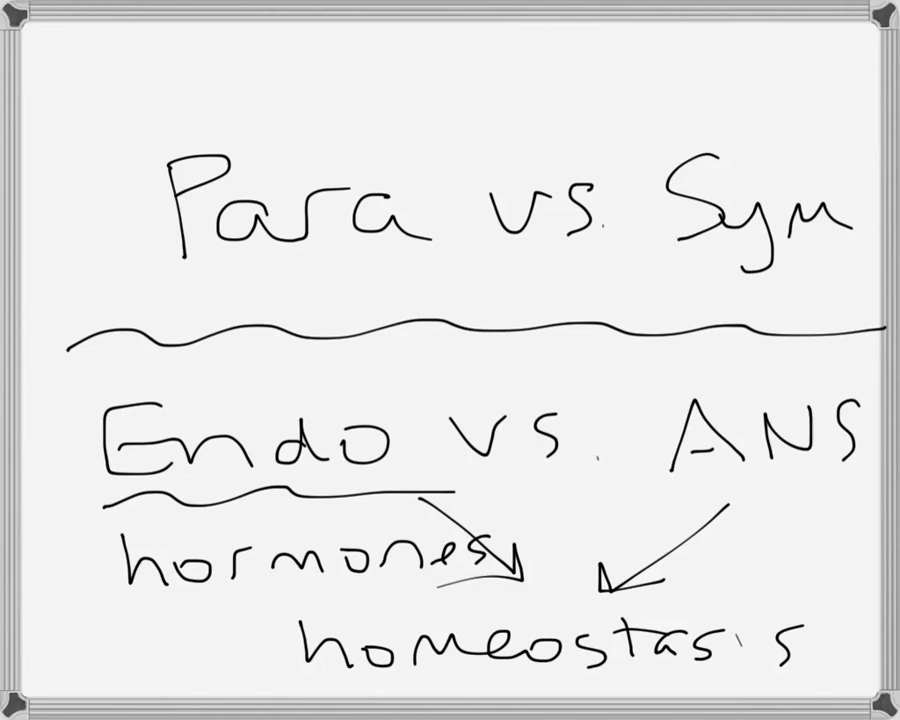 Para vs. Sym
Endo vs. ANS
hormones
homeostasis